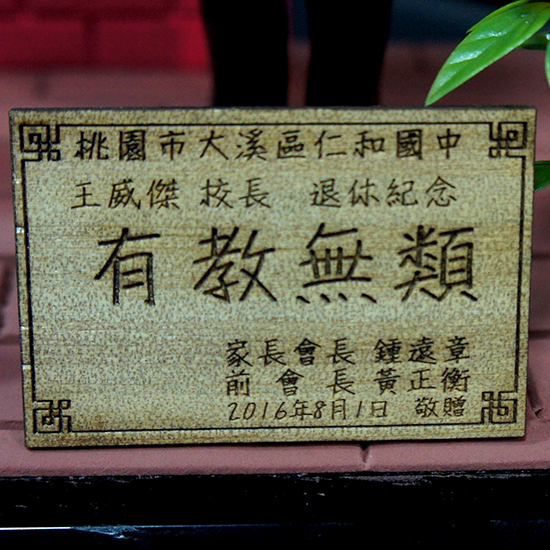 桃園市大溪區仁和國中
王威傑 校長 退休紀念
有教無類
家長會長 鍾遠章
前會長 黃正衡
2016年8月1日 敬贈